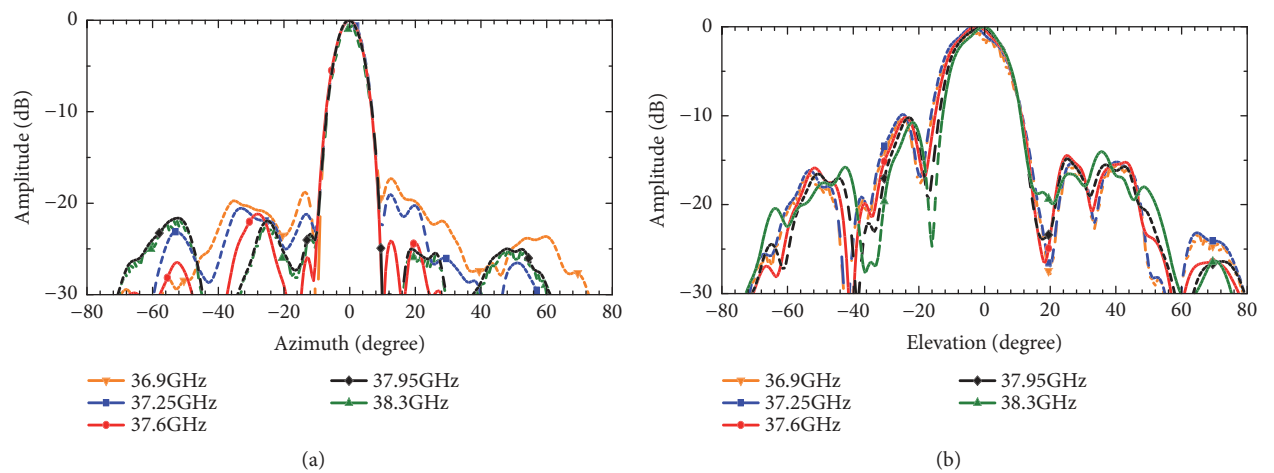 0
−10
−20
−30
Amplitude (dB)
−80 −60 −40 −20 0 20 40 60 80
Azimuth (degree)
36.9GHz
37.25GHz
37.6GHz
37.95GHz
38.3GHz
(a)
0
−10
−20
−30
Amplitude (dB)
−80 −60 −40 −20 0 20 40 60 80
Elevation (degree)
36.9GHz
37.25GHz
37.6GHz
37.95GHz
38.3GHz
(b)